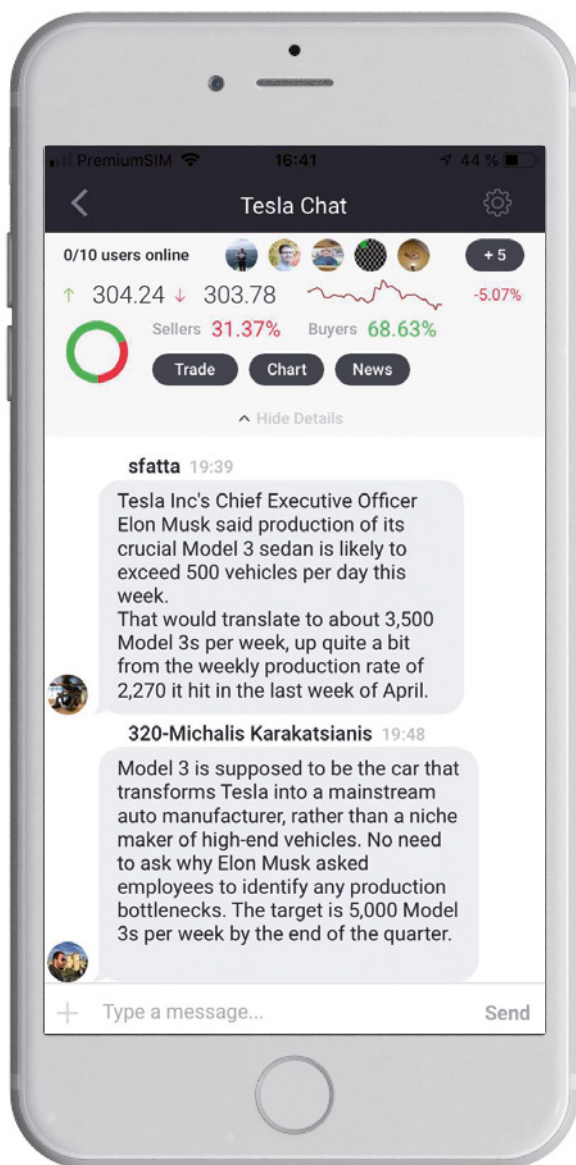 PremiumSIM 16:41 44 %
Tesla Chat
0/10 users online + 5
↑ 304.24 ↓ 303.78 -5.07%
Sellers 31.37% Buyers 68.63%
Trade Chart News
Hide Details
sfatta 19:39
Tesla Inc's Chief Executive Officer
Elon Musk said production of its
crucial Model 3 sedan is likely to
exceed 500 vehicles per day this
week.
That would translate to about 3,500
Model 3s per week, up quite a bit
from the weekly production rate of
2,270 it hit in the last week of April.
320-Michalis Karakatsianis 19:48
Model 3 is supposed to be the car that
transforms Tesla into a mainstream
auto manufacturer, rather than a niche
maker of high-end vehicles. No need
to ask why Elon Musk asked
employees to identify any production
bottlenecks. The target is 5,000 Model
3s per week by the end of the quarter.
+ Type a message... Send